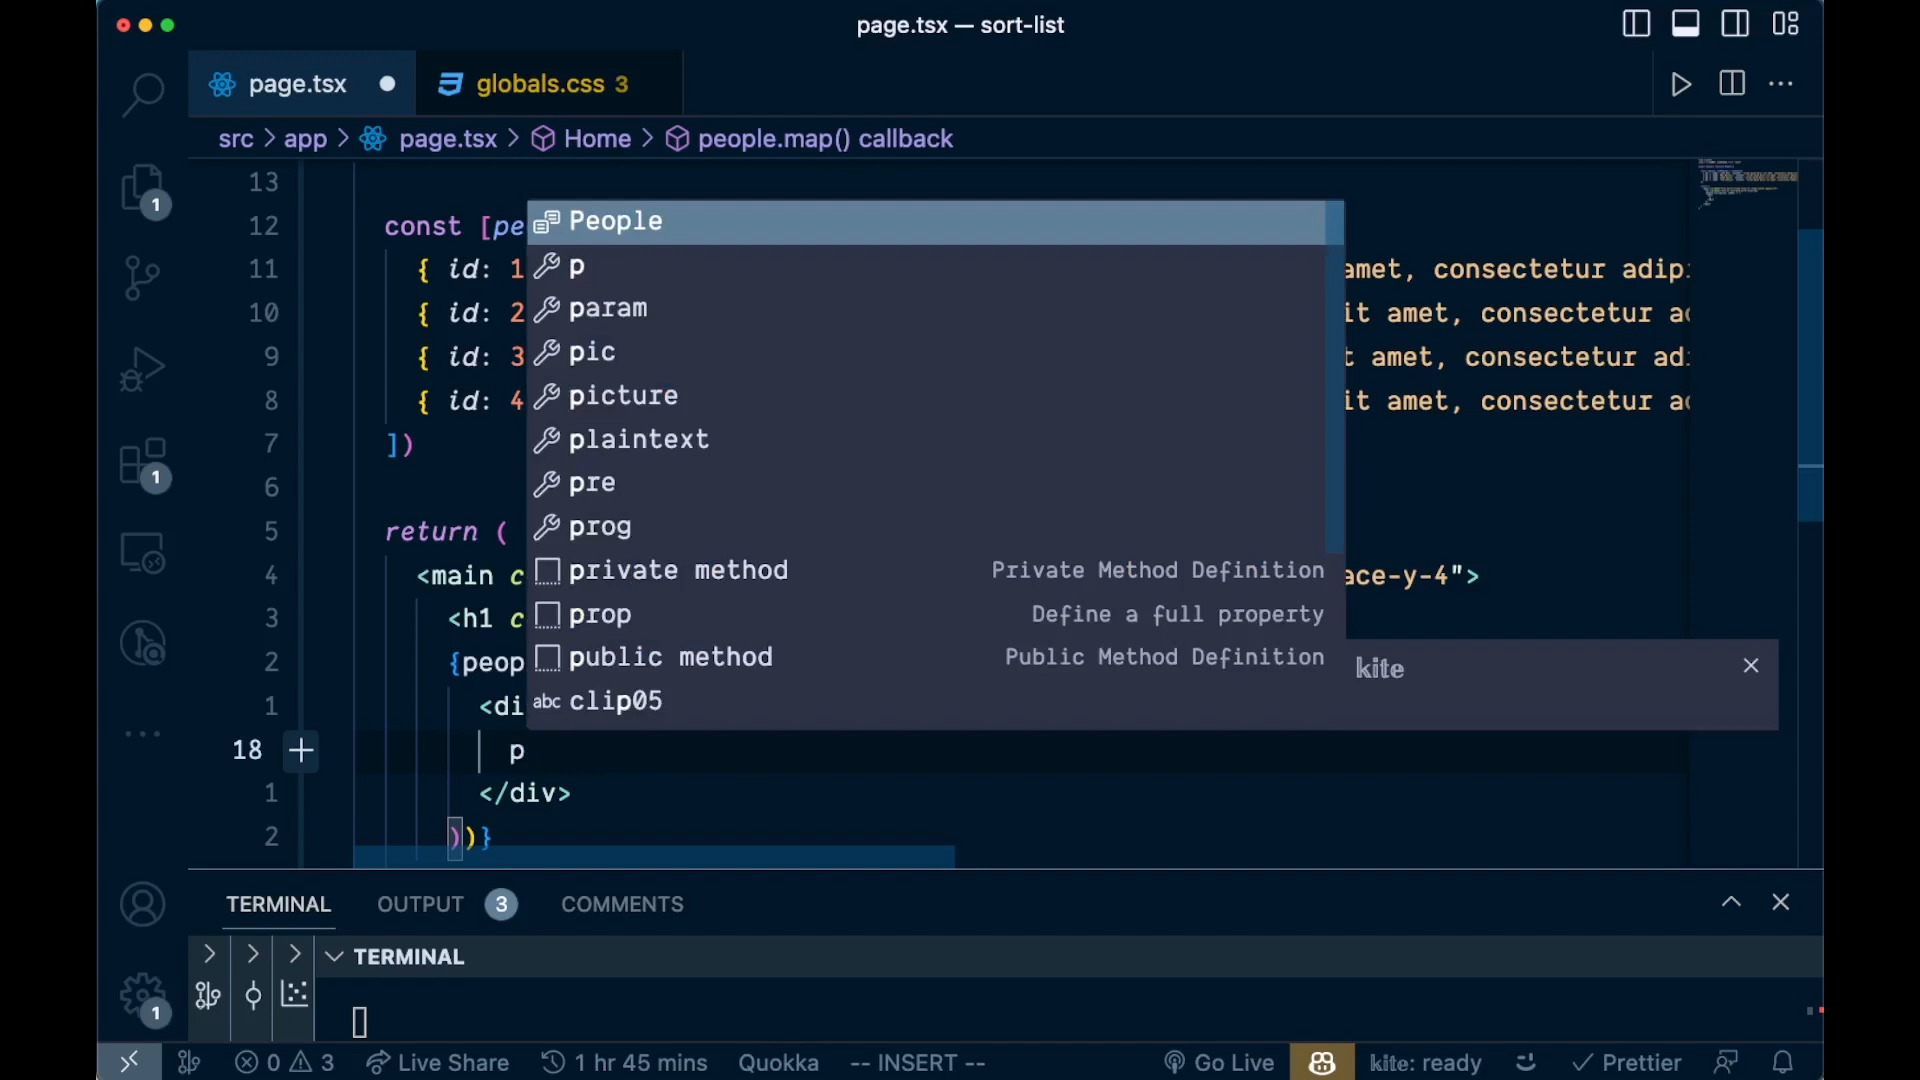 page.tsx — sort-list
page.tsx
globals.css 3
src > app > page.tsx > Home > people.map() callback
13
12 const [pe
11 { id: 1 amet, consectetur adip
10 { id: 2 it amet, consectetur a
9 { id: 3 t amet, consectetur ad
8 { id: 4 it amet, consectetur a
7 ])
6
5 return (
4 <main c ace-y-4">
3 <h1 c
2 {peop
1 <di
18 p
1 </div>
2 ))}
People
p
param
pic
picture
plaintext
pre
prog
private method Private Method Definition
prop Define a full property
public method Public Method Definition
clip05
abc
kite
1
1
1
TERMINAL OUTPUT 3 COMMENTS
TERMINAL
0 3 Live Share 1 hr 45 mins Quokka -- INSERT -- Go Live kite: ready Prettier